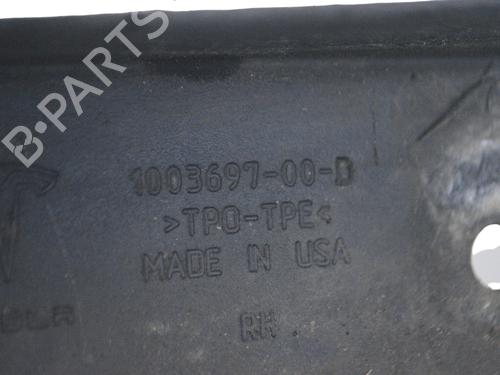 B-PARTS
1003697-00-D
>TPO-TPE<
MADE IN USA
RH